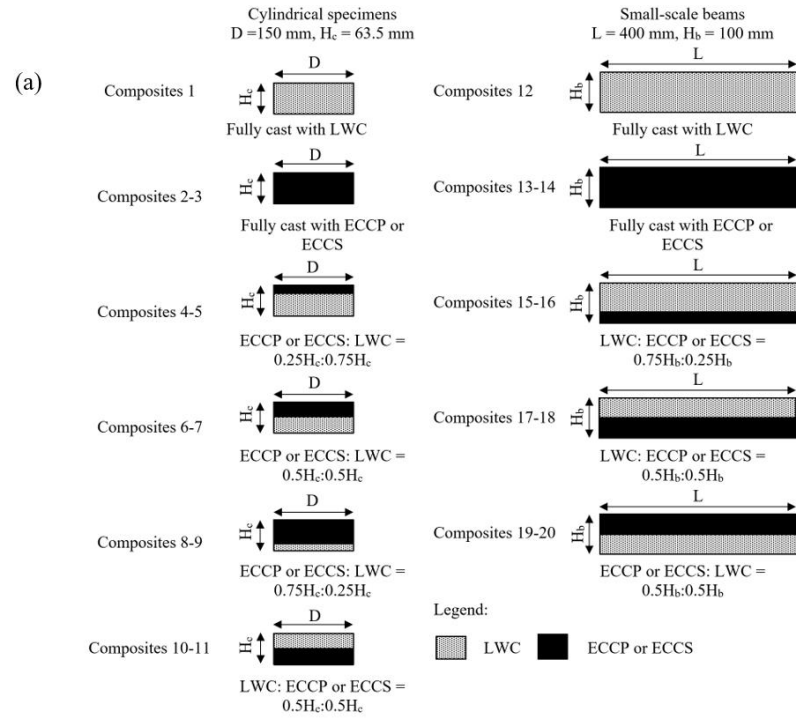 (a)
Cylindrical specimens
D =150 mm, Hc = 63.5 mm
D
Hc
Composites 1
Fully cast with LWC
D
Hc
Composites 2-3
Fully cast with ECCP or
ECCS
D
Hc
Composites 4-5
ECCP or ECCS: LWC =
0.25Hc:0.75Hc
D
Hc
Composites 6-7
ECCP or ECCS: LWC =
0.5Hc:0.5Hc
D
Hc
Composites 8-9
ECCP or ECCS: LWC =
0.75Hc:0.25Hc
D
Hc
Composites 10-11
LWC: ECCP or ECCS =
0.5Hc:0.5Hc
Small-scale beams
L = 400 mm, Hb = 100 mm
L
Hb
Composites 12
Fully cast with LWC
L
Hb
Composites 13-14
Fully cast with ECCP or
ECCS
L
Hb
Composites 15-16
LWC: ECCP or ECCS =
0.75Hb:0.25Hb
L
Hb
Composites 17-18
LWC: ECCP or ECCS =
0.5Hb:0.5Hb
L
Hb
Composites 19-20
ECCP or ECCS: LWC =
0.5Hb:0.5Hb
Legend:
LWC
ECCP or ECCS